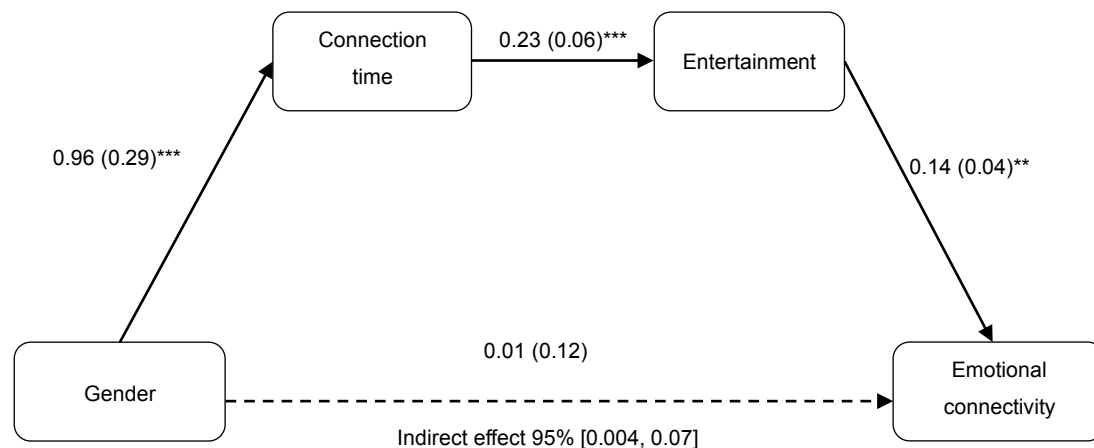 Connection
time
0.23 (0.06)***
Entertainment
0.96 (0.29)***
0.14 (0.04)**
Gender
0.01 (0.12)
Emotional
connectivity
Indirect effect 95% [0.004, 0.07]